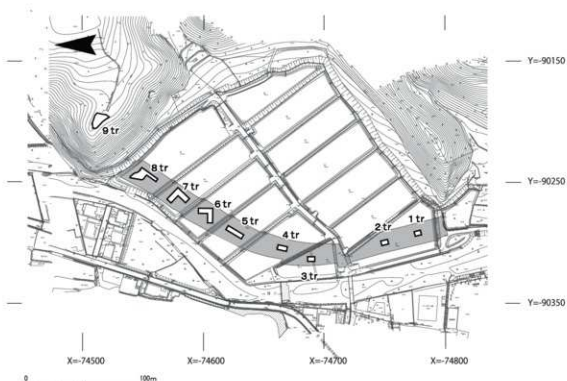 Y=-90150
9 tr
8 tr
7 tr
Y=-90250
6 tr
5 tr
1 tr
2 tr
4 tr
3 tr
Y=-90350
X=-74500 X=-74600 X=-74700 X=-74800
0 100m